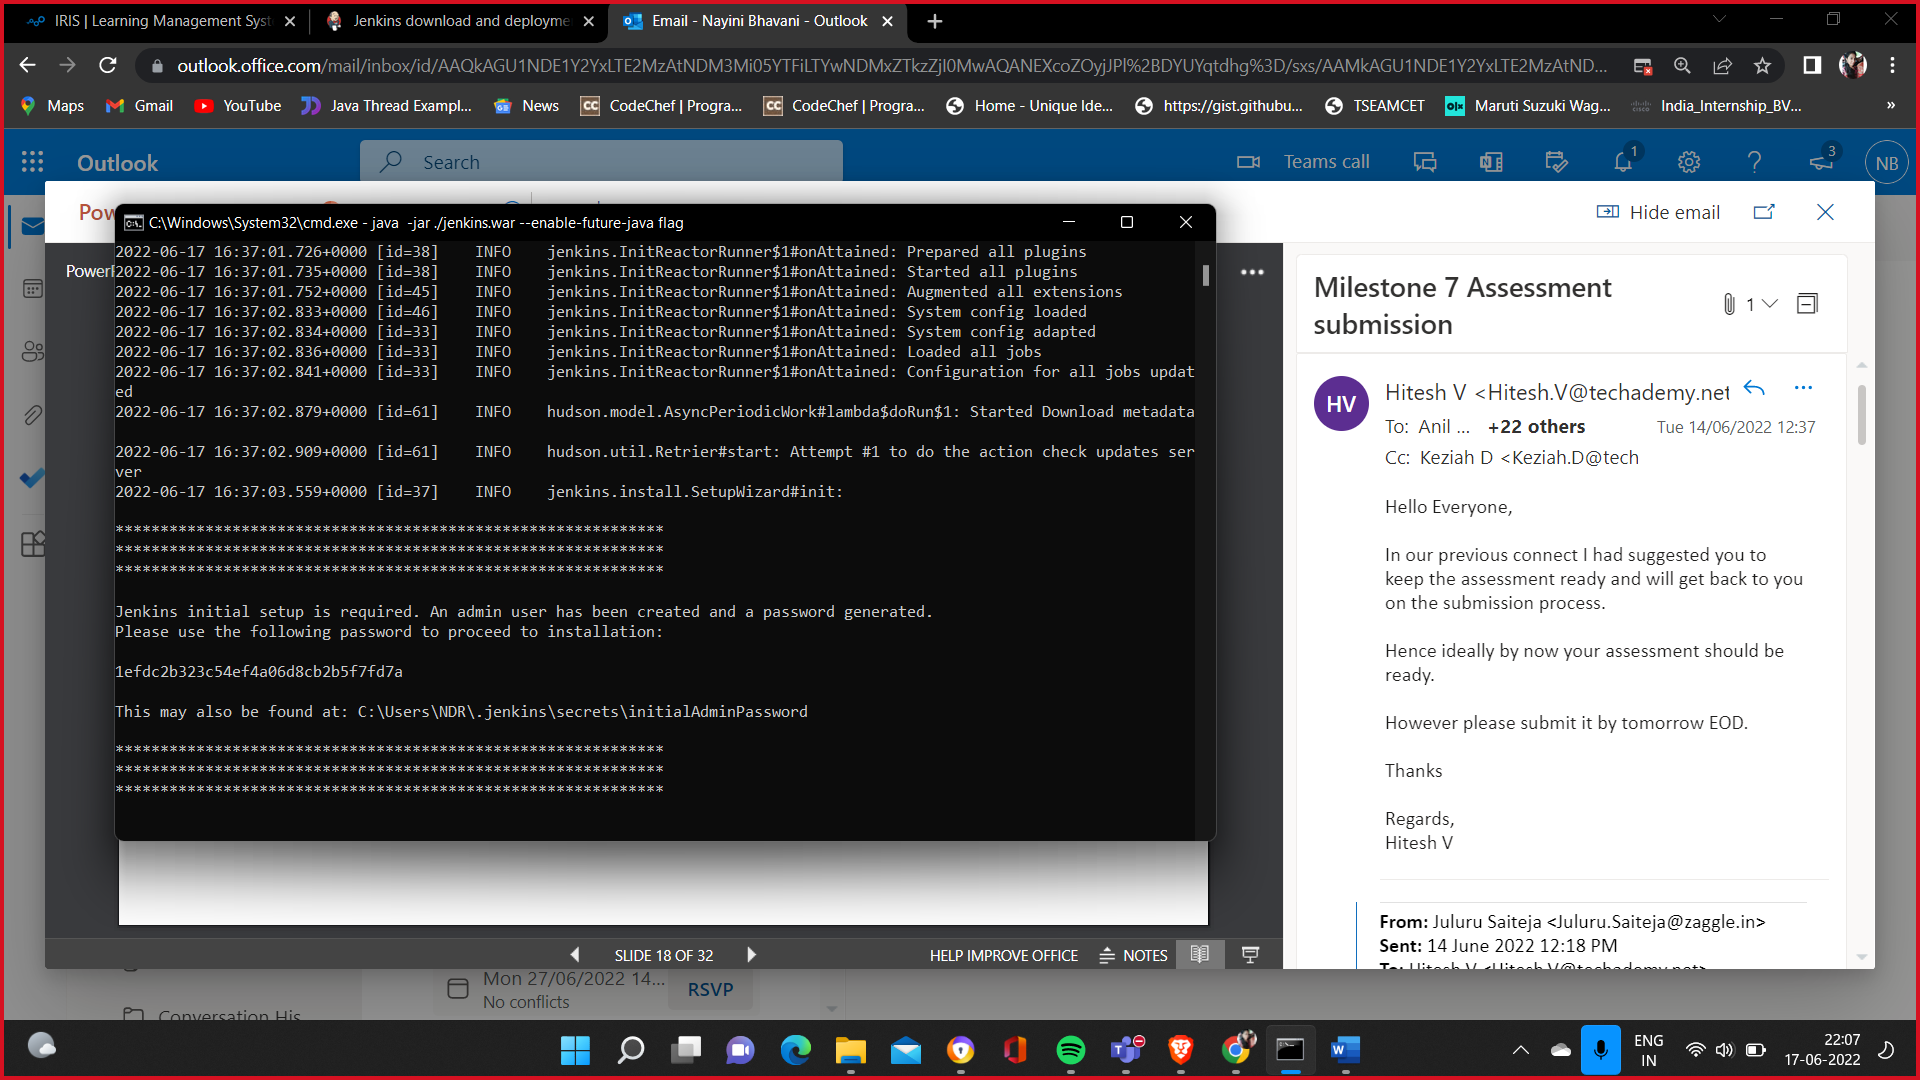 IRIS | Learning Management Syst
Jenkins download and deployme
Email - Nayini Bhavani - Outlook
outlook.office.com/mail/inbox/id/AAQkAGU1NDE1Y2YxLTE2MzAtNDM3Mi05YTFiLTYwNDMxZTkzZjI0MwAQANEXcoZOyjJPl%2BDYUYqtdhg%3D/sxs/AAMkAGU1NDE1Y2YxLTE2MzAtND...
Maps
Gmail
YouTube
Java Thread Exampl...
News
CodeChef | Progra...
CodeChef | Progra...
Home - Unique Ide...
https://gist.githubu...
TSEAMCET
Maruti Suzuki Wag...
India_Internship_BV...
»
Outlook
Search
Teams call
1
3
NB
Pow
Hide email
C:\Windows\System32\cmd.exe - java -jar ./jenkins.war --enable-future-java flag
PowerP
2022-06-17 16:37:01.726+0000 [id=38] INFO jenkins.InitReactorRunner$1#onAttained: Prepared all plugins
2022-06-17 16:37:01.735+0000 [id=38] INFO jenkins.InitReactorRunner$1#onAttained: Started all plugins
2022-06-17 16:37:01.752+0000 [id=45] INFO jenkins.InitReactorRunner$1#onAttained: Augmented all extensions
2022-06-17 16:37:02.833+0000 [id=46] INFO jenkins.InitReactorRunner$1#onAttained: System config loaded
2022-06-17 16:37:02.834+0000 [id=33] INFO jenkins.InitReactorRunner$1#onAttained: System config adapted
2022-06-17 16:37:02.836+0000 [id=33] INFO jenkins.InitReactorRunner$1#onAttained: Loaded all jobs
2022-06-17 16:37:02.841+0000 [id=33] INFO jenkins.InitReactorRunner$1#onAttained: Configuration for all jobs updat
ed
2022-06-17 16:37:02.879+0000 [id=61] INFO hudson.model.AsyncPeriodicWork#lambda$doRun$1: Started Download metadata
2022-06-17 16:37:02.909+0000 [id=61] INFO hudson.util.Retrier#start: Attempt #1 to do the action check updates ser
ver
2022-06-17 16:37:03.559+0000 [id=37] INFO jenkins.install.SetupWizard#init:
*************************************************************
*************************************************************
*************************************************************
Jenkins initial setup is required. An admin user has been created and a password generated.
Please use the following password to proceed to installation:
1efdc2b323c54ef4a06d8cb2b5f7fd7a
This may also be found at: C:\Users\NDR\.jenkins\secrets\initialAdminPassword
*************************************************************
*************************************************************
*************************************************************
SLIDE 18 OF 32
HELP IMPROVE OFFICE
NOTES
Milestone 7 Assessment
submission
1
HV
Hitesh V <Hitesh.V@techademy.net
To: Anil ... +22 others
Tue 14/06/2022 12:37
Cc: Keziah D <Keziah.D@tech
Hello Everyone,
In our previous connect I had suggested you to
keep the assessment ready and will get back to you
on the submission process.
Hence ideally by now your assessment should be
ready.
However please submit it by tomorrow EOD.
Thanks
Regards,
Hitesh V
From: Juluru Saiteja <Juluru.Saiteja@zaggle.in>
Sent: 14 June 2022 12:18 PM
To: Hitesh V <Hitesh.V@techademy.net>
Mon 27/06/2022 14...
No conflicts
RSVP
Conversation His
ENG
IN
22:07
17-06-2022